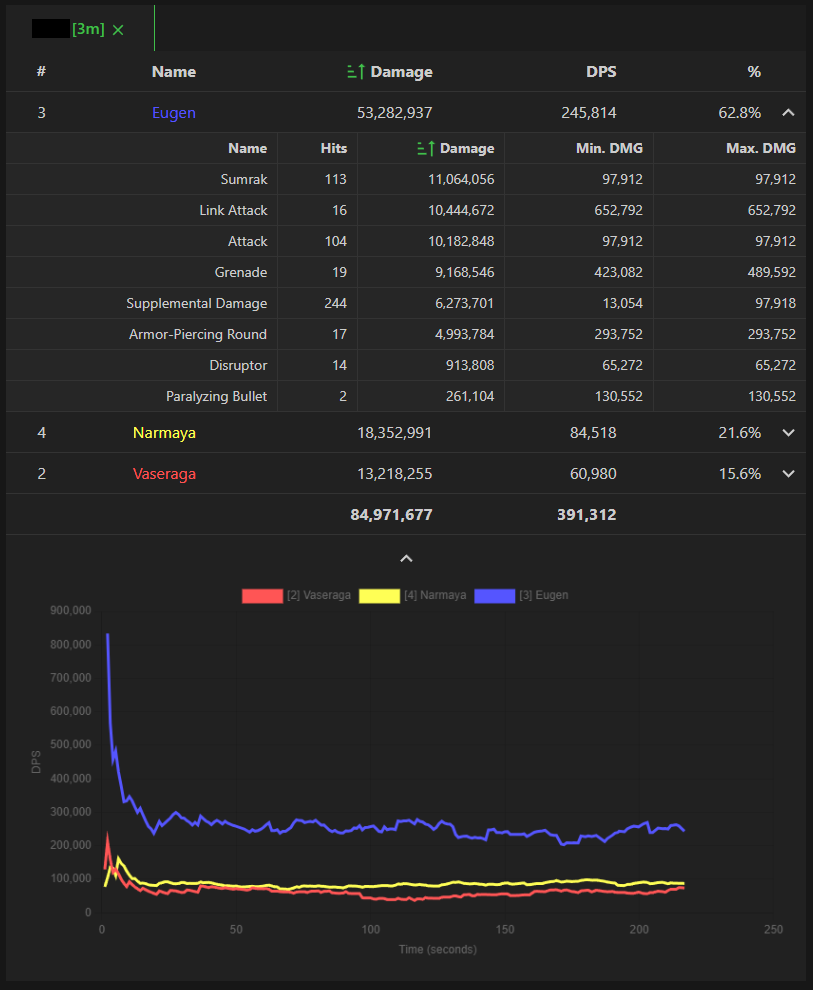 [3m] ×
# Name Damage DPS %
3 Eugen 53,282,937 245,814 62.8%
Name Hits Damage Min. DMG Max. DMG
Sumrak 113 11,064,056 97,912 97,912
Link Attack 16 10,444,672 652,792 652,792
Attack 104 10,182,848 97,912 97,912
Grenade 19 9,168,546 423,082 489,592
Supplemental Damage 244 6,273,701 13,054 97,918
Armor-Piercing Round 17 4,993,784 293,752 293,752
Disruptor 14 913,808 65,272 65,272
Paralyzing Bullet 2 261,104 130,552 130,552
4 Narmaya 18,352,991 84,518 21.6%
2 Vaseraga 13,218,255 60,980 15.6%
84,971,677 391,312
[2] Vaseraga [4] Narmaya [3] Eugen
900,000
800,000
700,000
600,000
500,000
400,000
300,000
200,000
100,000
0
DPS
0 50 100 150 200 250
Time (seconds)